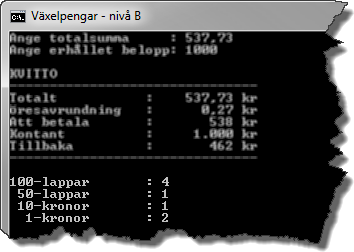 Växelpengar - nivå B
Ange totalsumma     : 537,73
Ange erhållet belopp: 1000
KVITTO
-------------------------------
Totalt           :    537,73 kr
Öresavrundning   :      0,27 kr
Att betala       :       538 kr
Kontant          :     1.000 kr
Tillbaka         :       462 kr
-------------------------------
100-lappar       : 4
50-lappar       : 1
10-kronor       : 1
1-kronor       : 2